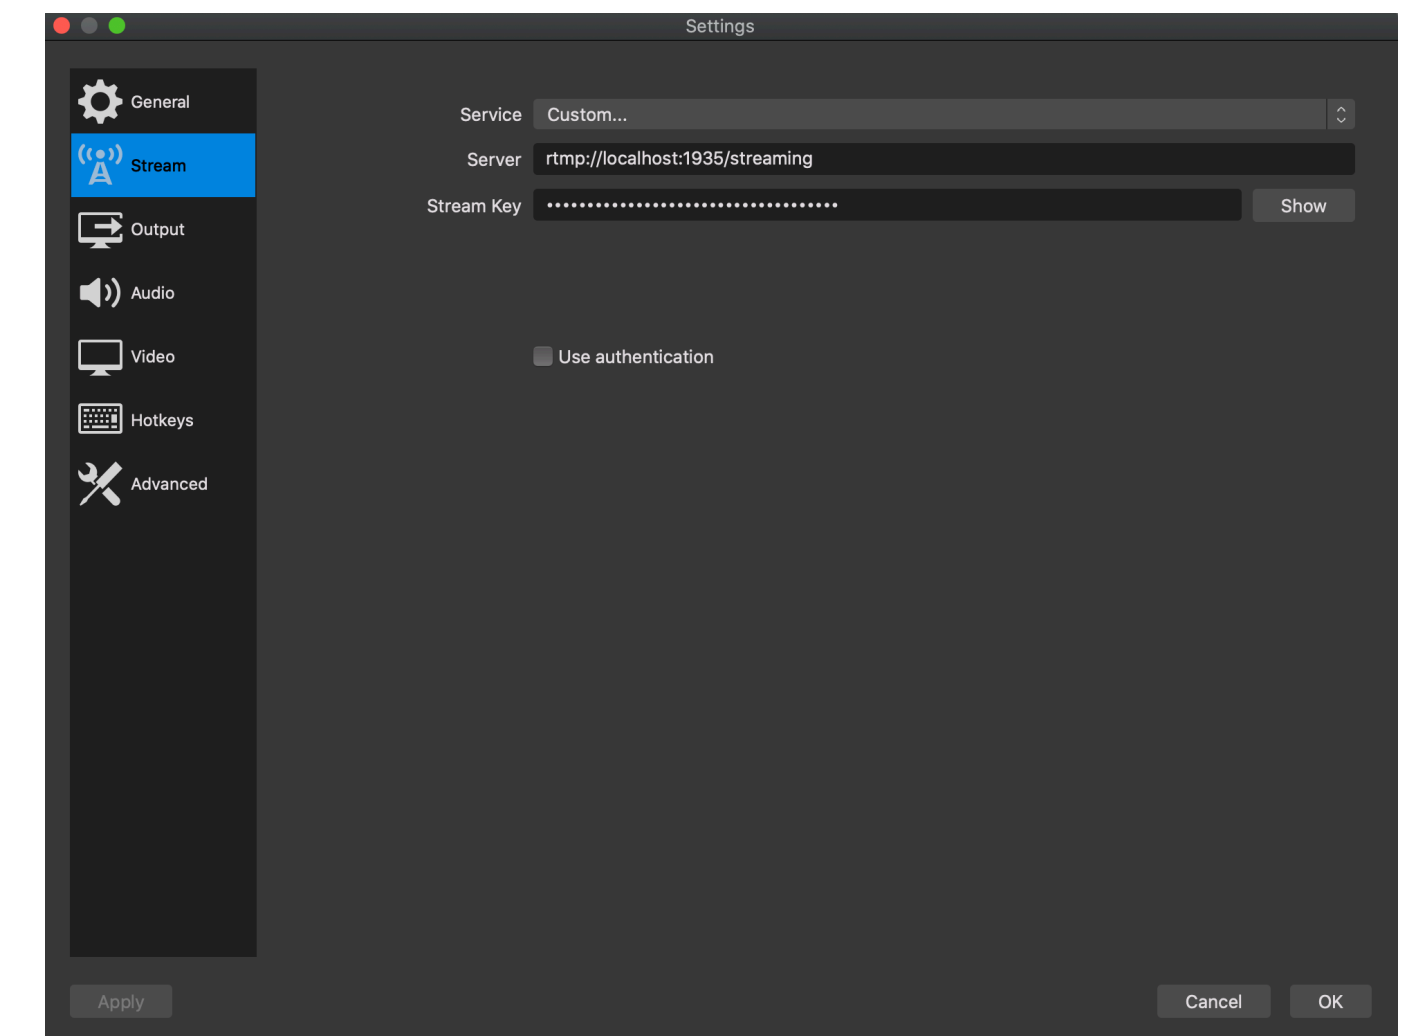 Settings
General
Stream
Output
Audio
Video
Hotkeys
Advanced
Service Custom...
Server rtmp://localhost:1935/streaming
Stream Key •••••••••••••••••••••••••••••••••••• Show
Use authentication
Apply Cancel OK